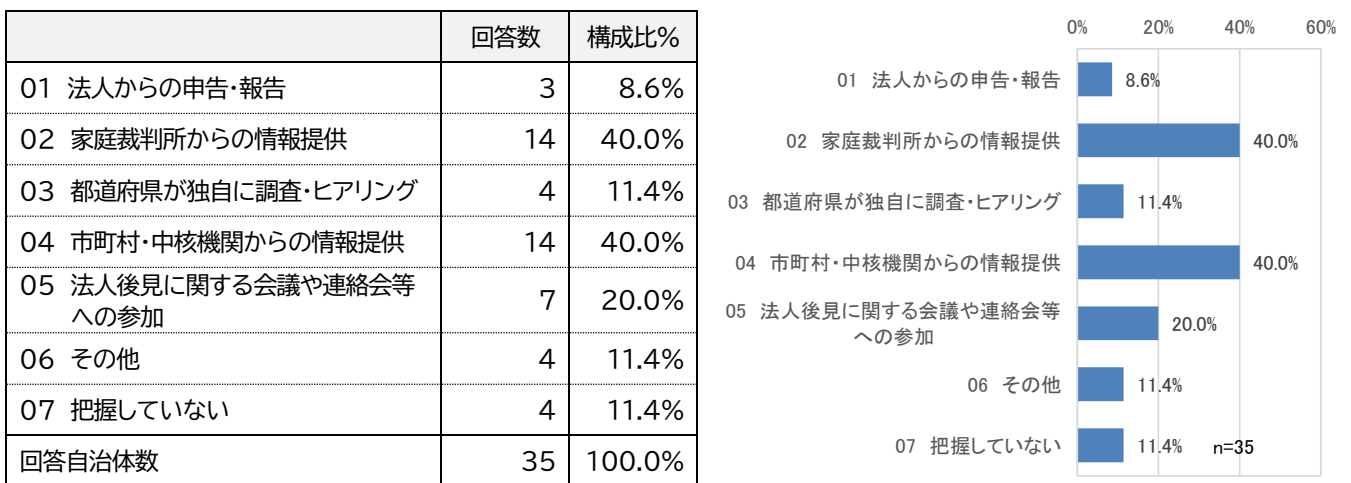 回答数 構成比%
01 法人からの申告・報告 3 8.6%
02 家庭裁判所からの情報提供 14 40.0%
03 都道府県が独自に調査・ヒアリング 4 11.4%
04 市町村・中核機関からの情報提供 14 40.0%
05 法人後見に関する会議や連絡会等
への参加 7 20.0%
06 その他 4 11.4%
07 把握していない 4 11.4%
回答自治体数 35 100.0%
0% 20% 40% 60%
01 法人からの申告・報告 8.6%
02 家庭裁判所からの情報提供 40.0%
03 都道府県が独自に調査・ヒアリング 11.4%
04 市町村・中核機関からの情報提供 40.0%
05 法人後見に関する会議や連絡会等
への参加 20.0%
06 その他 11.4%
07 把握していない 11.4% n=35